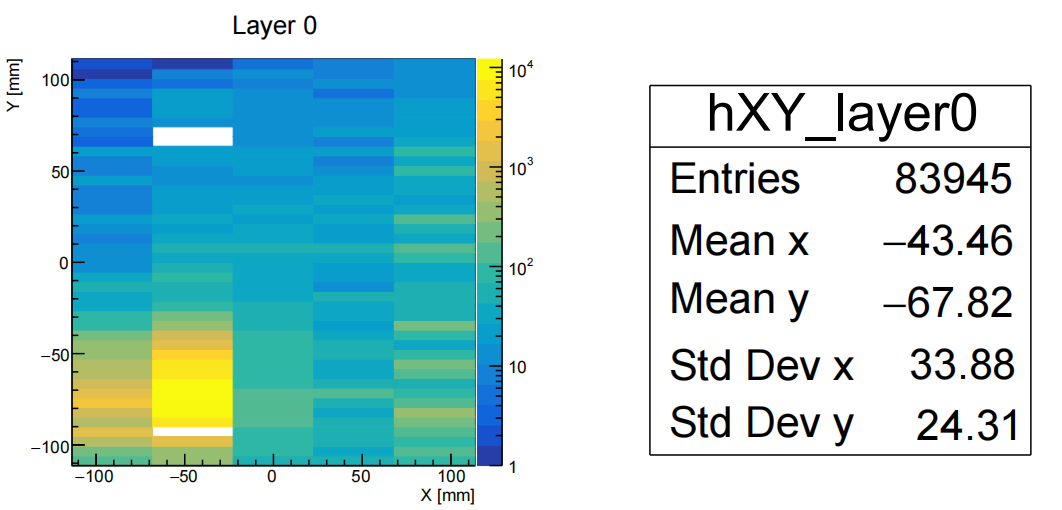 Layer 0
Y [mm]
100
50
0
−50
−100
−100 −50 0 50 100
X [mm]
10⁴
10³
10²
10
1
hXY_layer0
Entries 83945
Mean x −43.46
Mean y −67.82
Std Dev x 33.88
Std Dev y 24.31